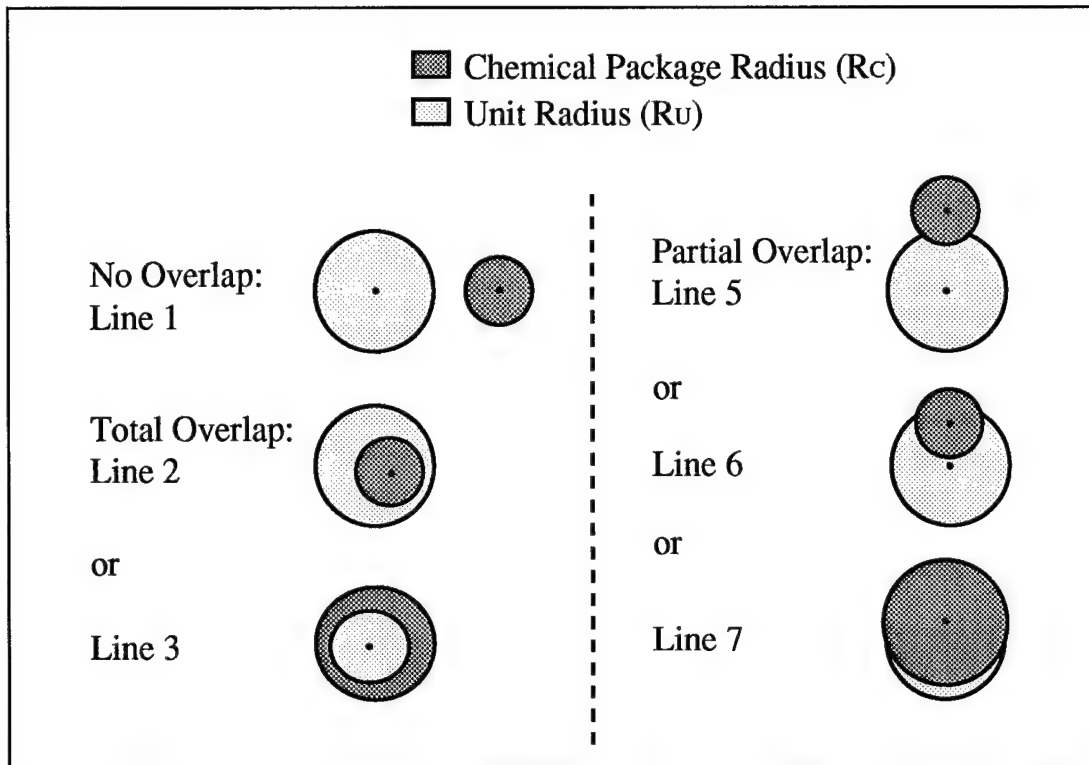 Chemical Package Radius (RC)
Unit Radius (RU)
No Overlap:
Line 1
Total Overlap:
Line 2
or
Line 3
Partial Overlap:
Line 5
or
Line 6
or
Line 7